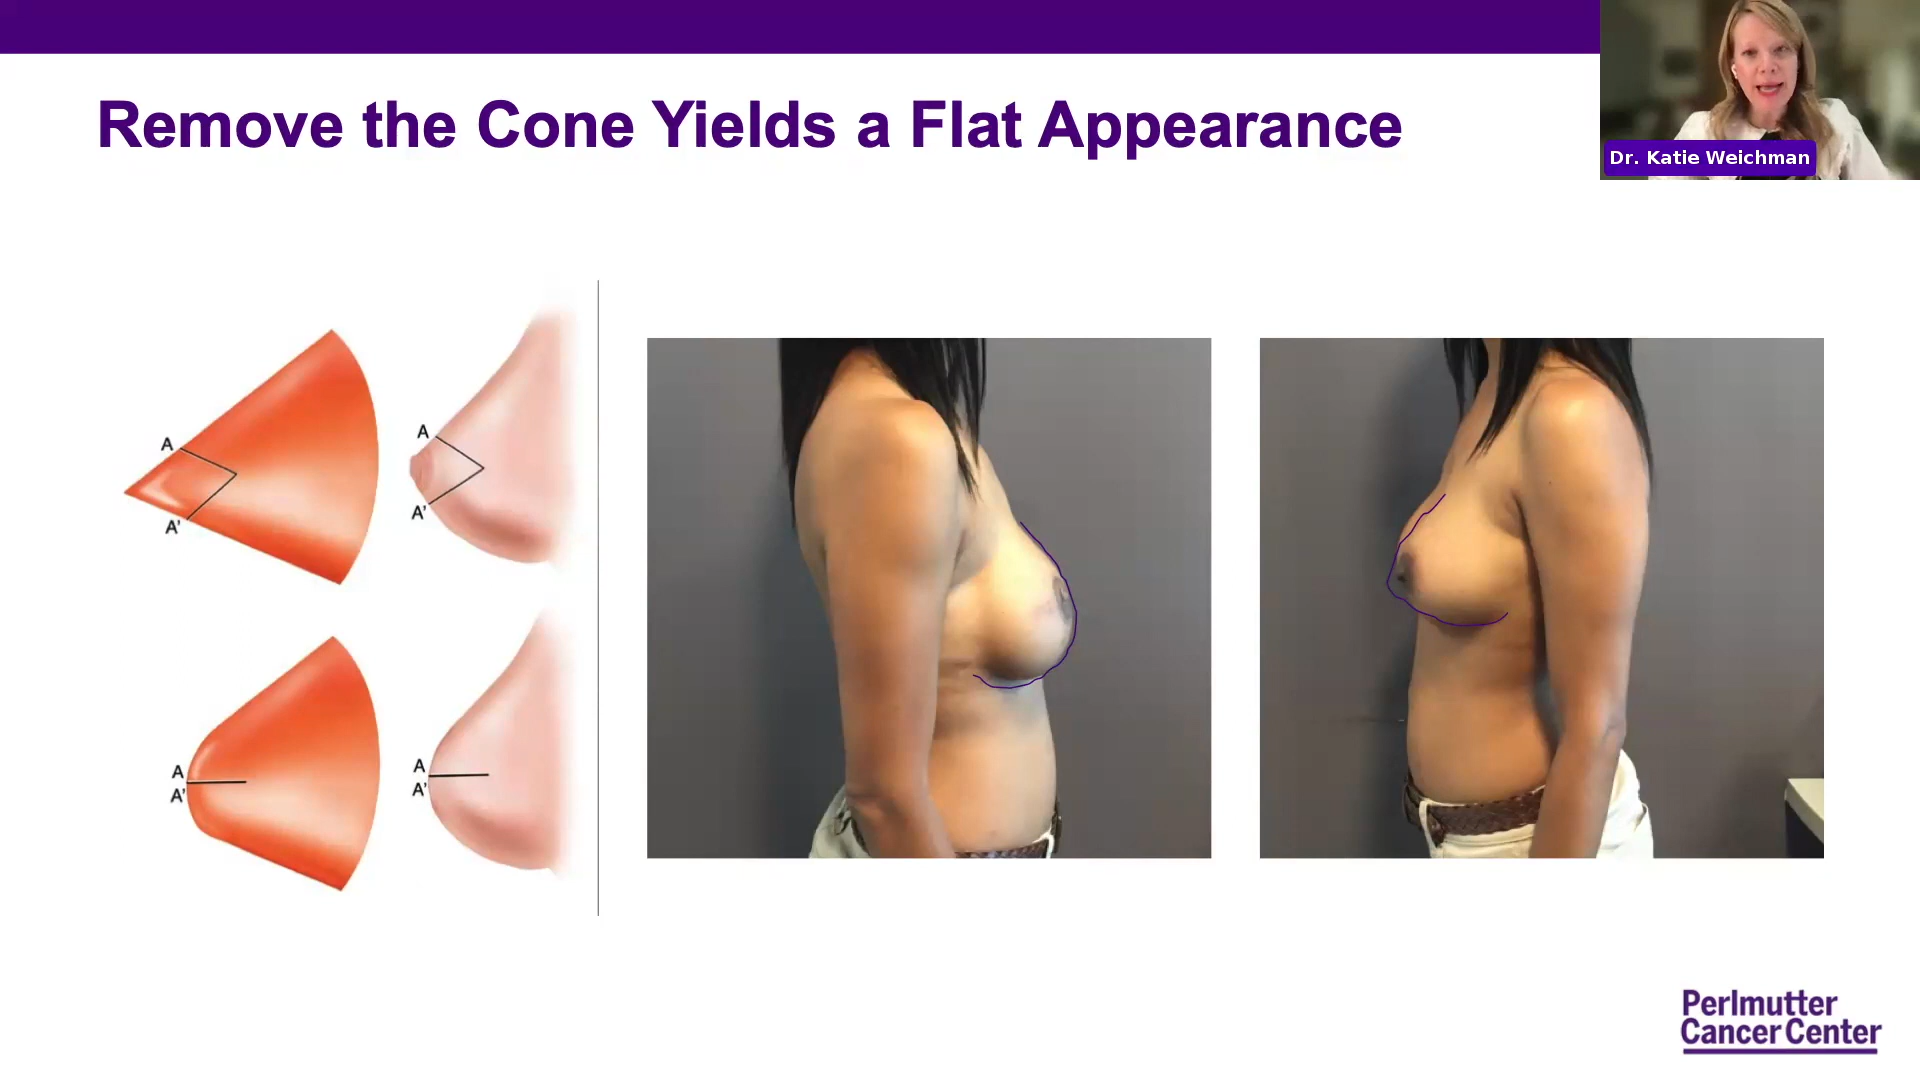 Remove the Cone Yields a Flat Appearance
Dr. Katie Weichman
A
A'
A
A'
A
A'
A
A'
Perlmutter
Cancer Center